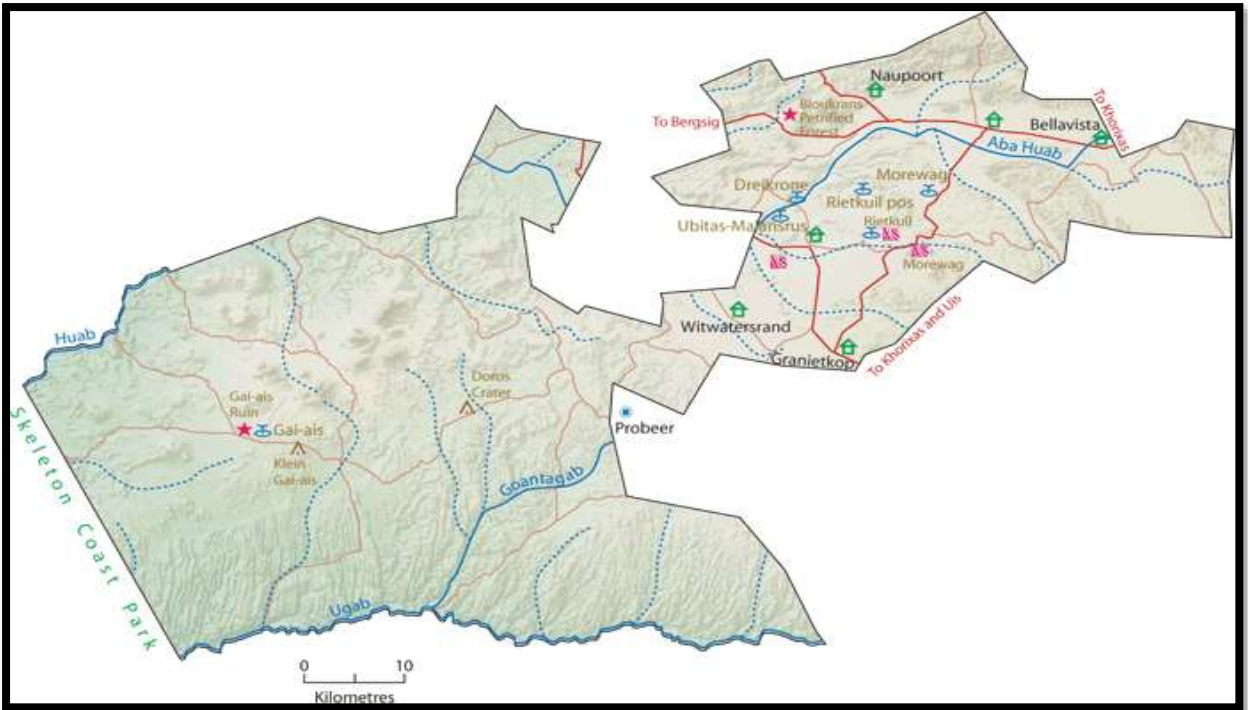 Naupoort
Bloukrans
Petrified
Forest
To Bergsig
To Khorixas
Bellavista
Aba Huab
Dreikrone
Morewag
Rietkuil pos
Rietkuil
Ubitas-Majansrus
Morewag
Witwatersrand
Granietkop
To Khorixas and Uis
Huab
Doros
Crater
Gai-ais
Ruin
Gai-ais
Klein
Gai-ais
Probeer
Goantagab
Skeleton Coast Park
Ugab
0 10
Kilometres